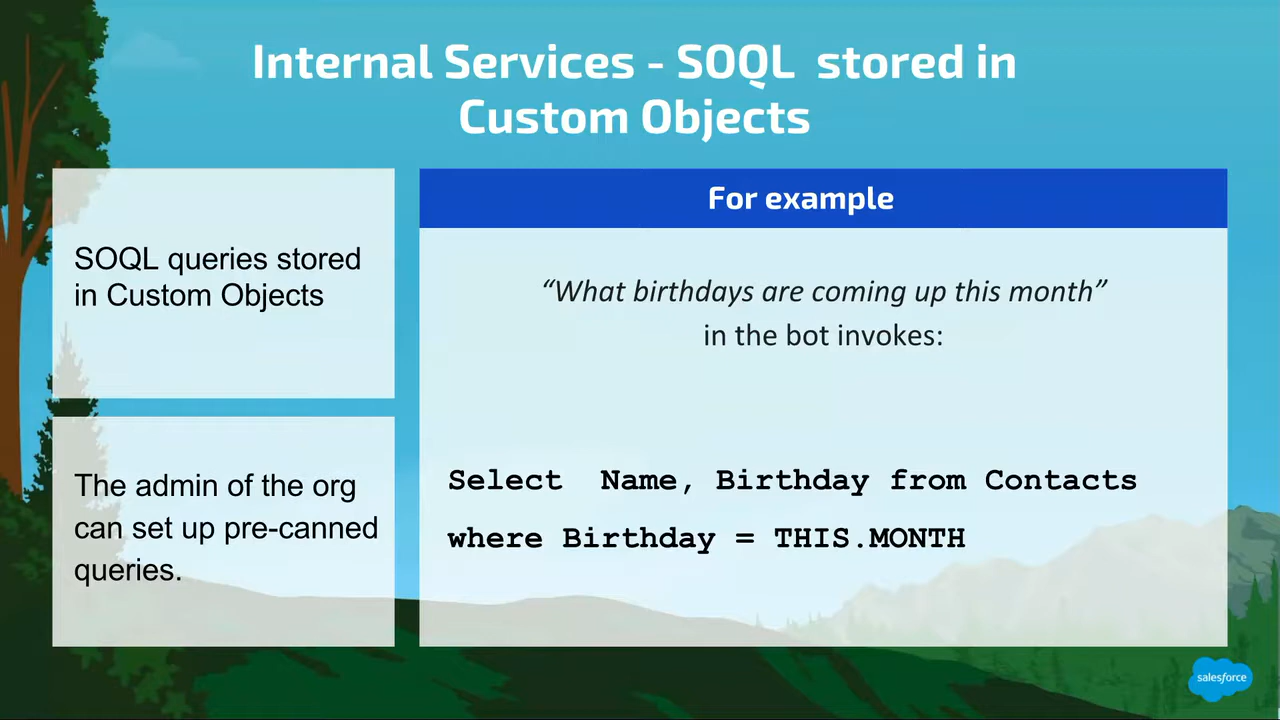 Internal Services - SOQL stored in
Custom Objects
SOQL queries stored
in Custom Objects
The admin of the org
can set up pre-canned
queries.
For example
“What birthdays are coming up this month”
in the bot invokes:
Select Name, Birthday from Contacts
where Birthday = THIS.MONTH
salesforce